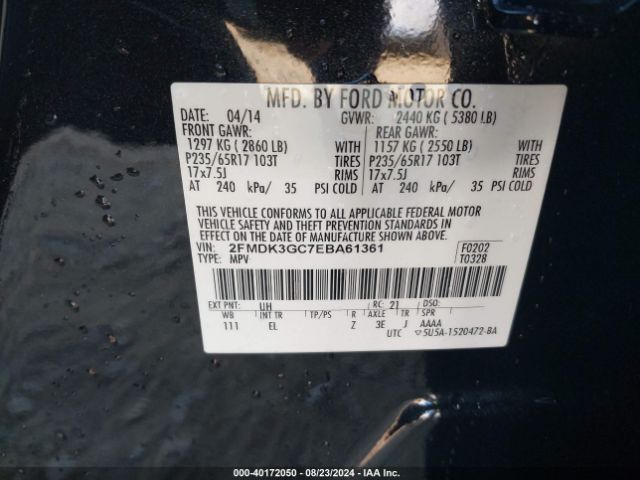 MFD. BY FORD MOTOR CO.
DATE: 04/14 GVWR: 2440 KG ( 5380 LB)
FRONT GAWR: REAR GAWR:
1297 KG ( 2860 LB) WITH 1157 KG ( 2550 LB) WITH
P235/65R17 103T TIRES P235/65R17 103T TIRES
17x7.5J RIMS 17x7.5J RIMS
AT 240 kPa/ 35 PSI COLD AT 240 kPa/ 35 PSI COLD
THIS VEHICLE CONFORMS TO ALL APPLICABLE FEDERAL MOTOR
VEHICLE SAFETY AND THEFT PREVENTION STANDARDS IN
EFFECT ON THE DATE OF MANUFACTURE SHOWN ABOVE.
VIN: 2FMDK3GC7EBA61361 F0202
TYPE: MPV T0328
EXT PNT: UH RC: 21 DSO:
WB INT TR TP/PS R AXLE TR SPR
111 EL Z 3E J AAAA
UTC ▽5U5A-1520472-BA
000-40172050 - 08/23/2024 - IAA Inc.